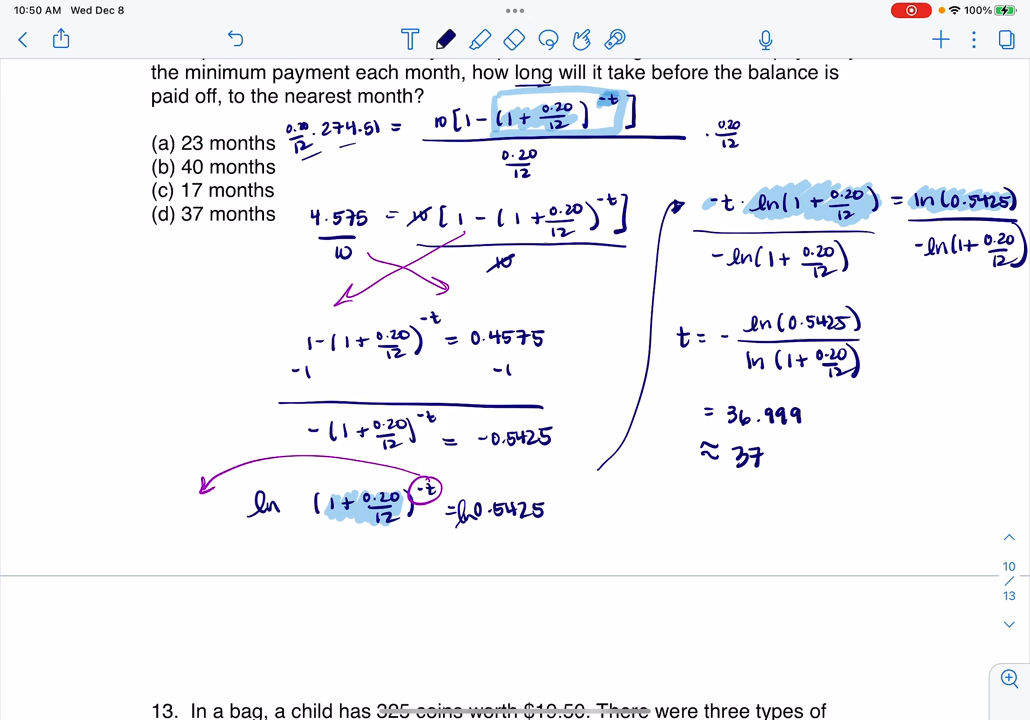 10:50 AM Wed Dec 8
100%
the minimum payment each month, how long will it take before the balance is
paid off, to the nearest month?
(a) 23 months
(b) 40 months
(c) 17 months
(d) 37 months
0.20/12 · 274.51 = 10[1-(1+0.20/12)^-t] / 0.20/12 · 0.20/12
4.575/10 = 10[1-(1+0.20/12)^-t] / 10
1-(1+0.20/12)^-t = 0.4575
-1 -1
-(1+0.20/12)^-t = -0.5425
ln (1+0.20/12)^-t = ln 0.5425
-t · ln(1+0.20/12) / -ln(1+0.20/12) = ln(0.5425) / -ln(1+0.20/12)
t = - ln(0.5425) / ln(1+0.20/12)
= 36.999
≈ 37
10
/
13
13. In a bag, a child has 325 coins worth $19.50. There were three types of